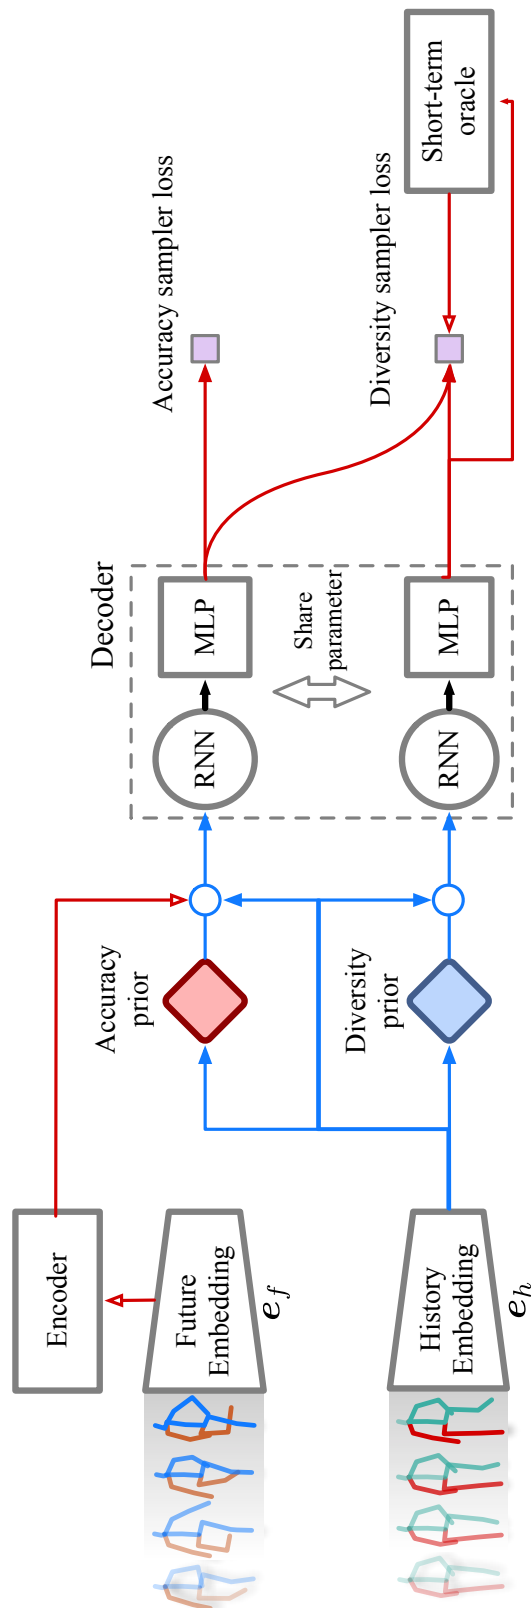 Encoder
Future
Embedding
e_f
History
Embedding
e_h
Accuracy
prior
Diversity
prior
Decoder
RNN
MLP
Share
parameter
RNN
MLP
Accuracy sampler loss
Diversity sampler loss
Short-term
oracle